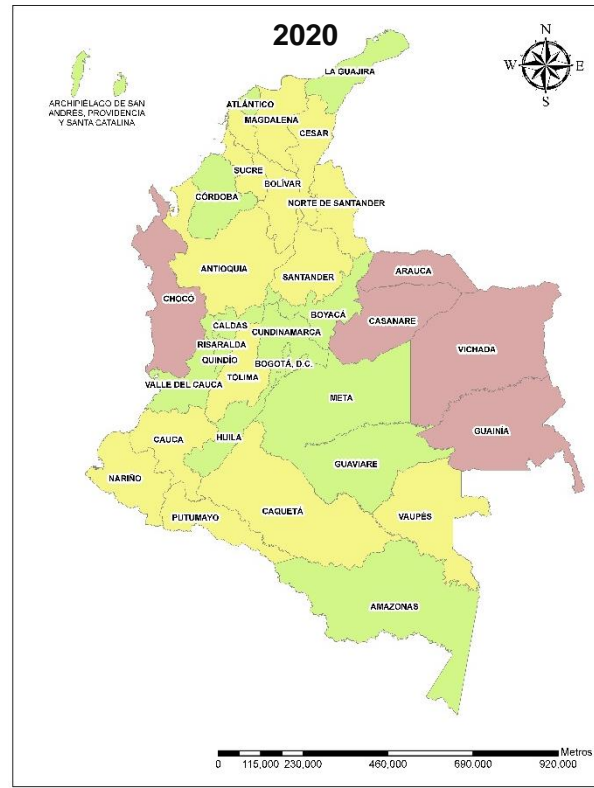 2020
N
W
E
S
LA GUAJIRA
ARCHIPIÉLAGO DE SAN
ANDRÉS, PROVIDENCIA
Y SANTA CATALINA
ATLÁNTICO
MAGDALENA
CESAR
SUCRE
BOLÍVAR
CÓRDOBA
NORTE DE SANTANDER
ANTIOQUIA
SANTANDER
ARAUCA
CHOCÓ
BOYACÁ
CASANARE
CALDAS
CUNDINAMARCA
RISARALDA
VICHADA
QUINDÍO
BOGOTÁ, D.C.
TOLIMA
VALLE DEL CAUCA
META
GUAINÍA
CAUCA
HUILA
GUAVIARE
NARIÑO
CAQUETÁ
PUTUMAYO
VAUPÉS
AMAZONAS
Metros
0 115,000 230,000 460,000 690,000 920,000